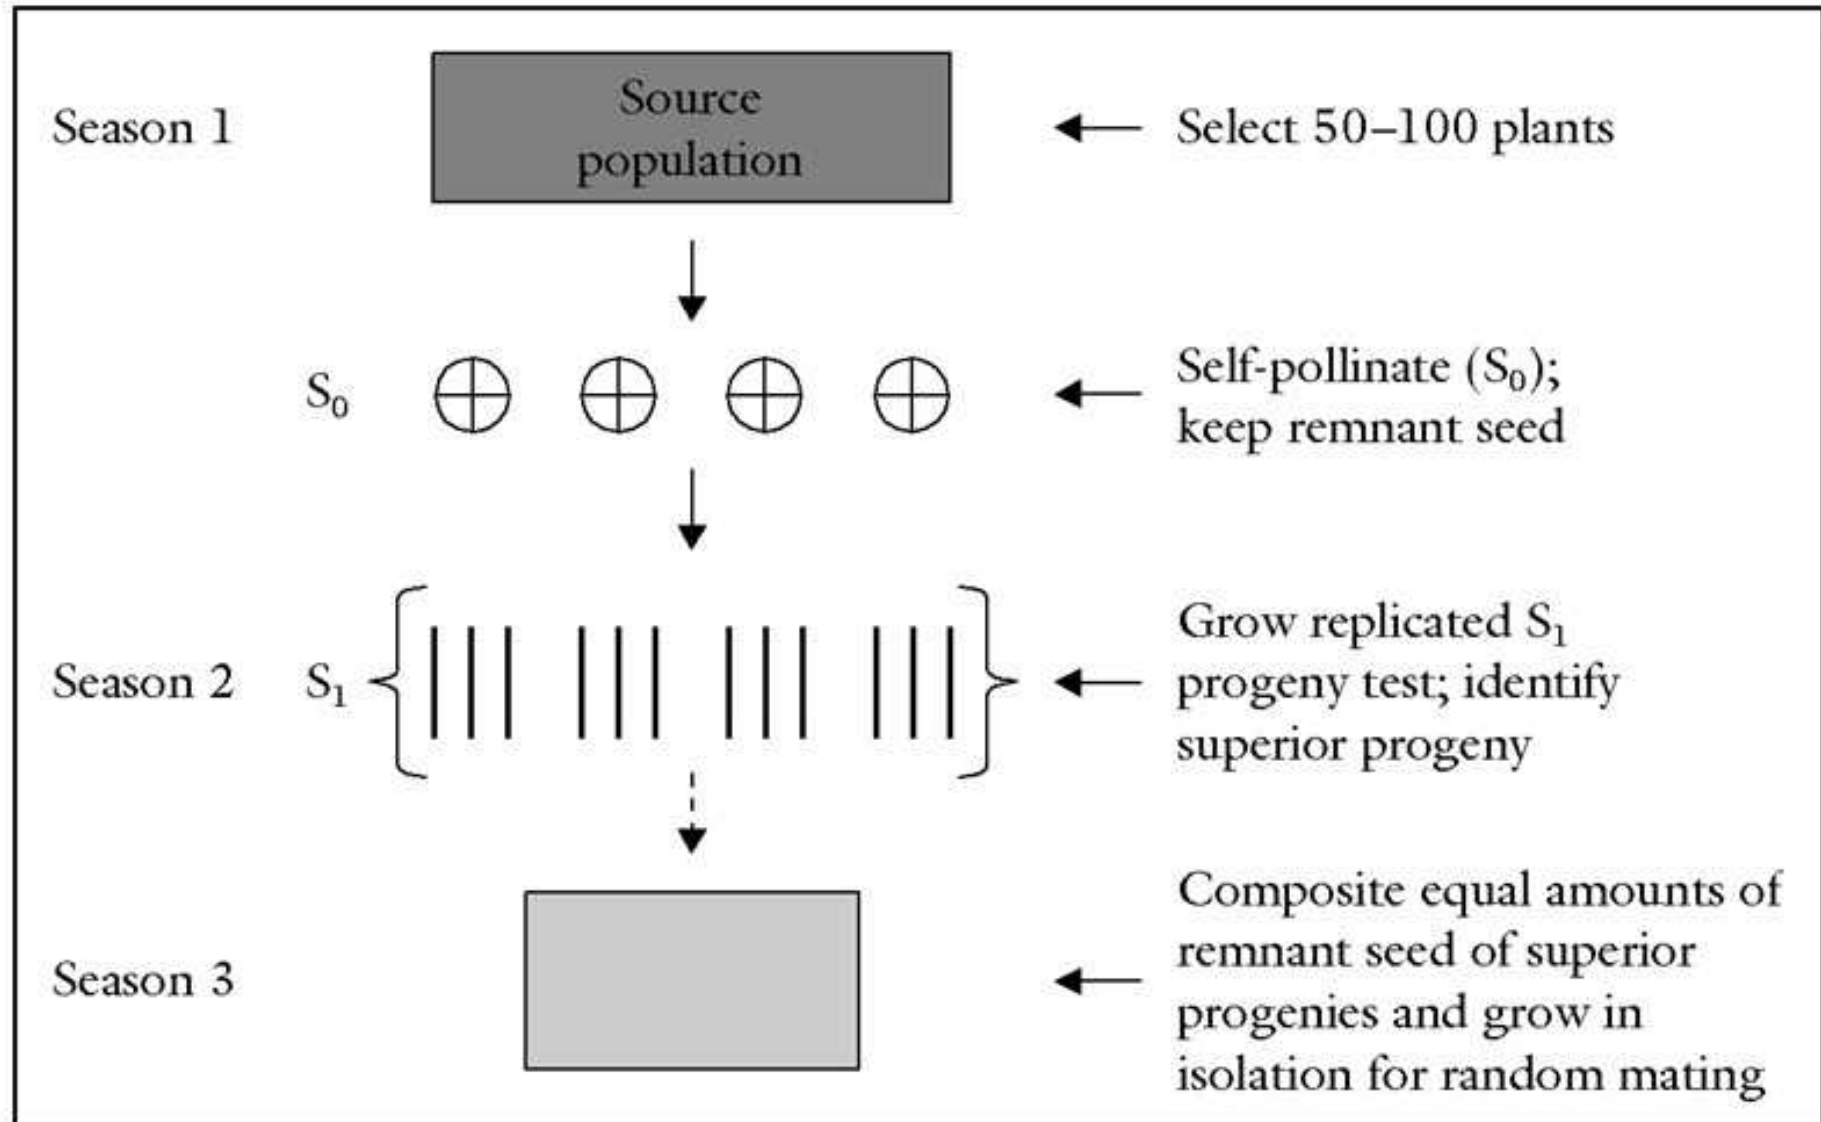 Season 1
Source
population
Select 50–100 plants
S₀
Self-pollinate (S₀);
keep remnant seed
Season 2
S₁
Grow replicated S₁
progeny test; identify
superior progeny
Season 3
Composite equal amounts of
remnant seed of superior
progenies and grow in
isolation for random mating